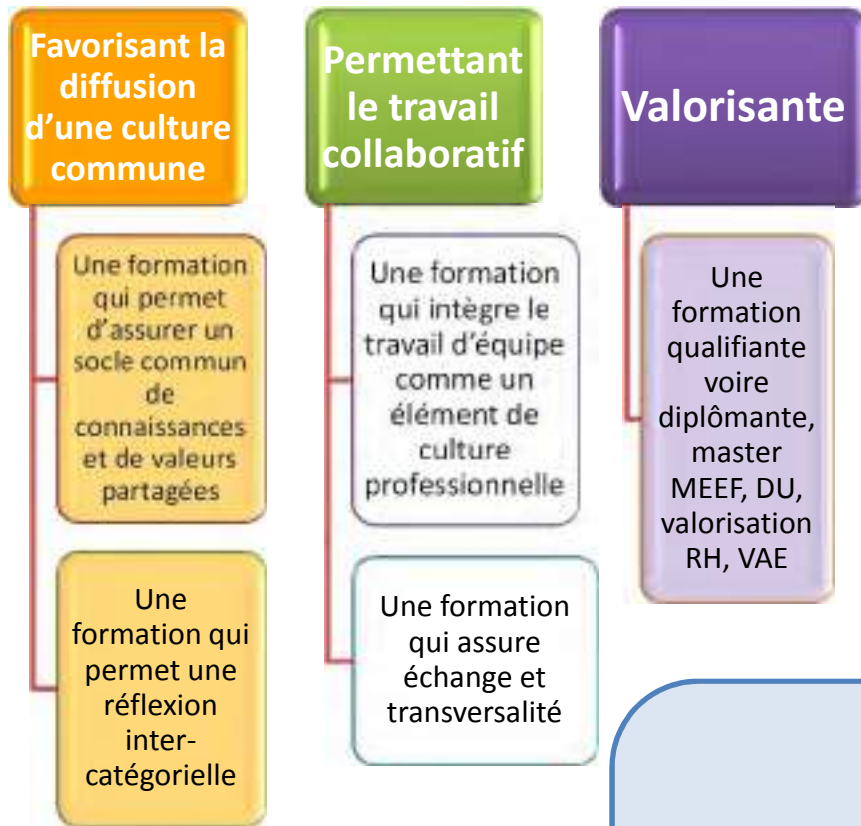 Favorisant la
diffusion
d'une culture
commune
Une formation
qui permet
d'assurer un
socle commun
de
connaissances
et de valeurs
partagées
Une
formation qui
permet une
réflexion
inter-
catégorielle
Permettant
le travail
collaboratif
Une formation
qui intègre le
travail d'équipe
comme un
élément de
culture
professionnelle
Une formation
qui assure
échange et
transversalité
Valorisante
Une
formation
qualifiante
voire
diplômante,
master
MEEF, DU,
valorisation
RH, VAE